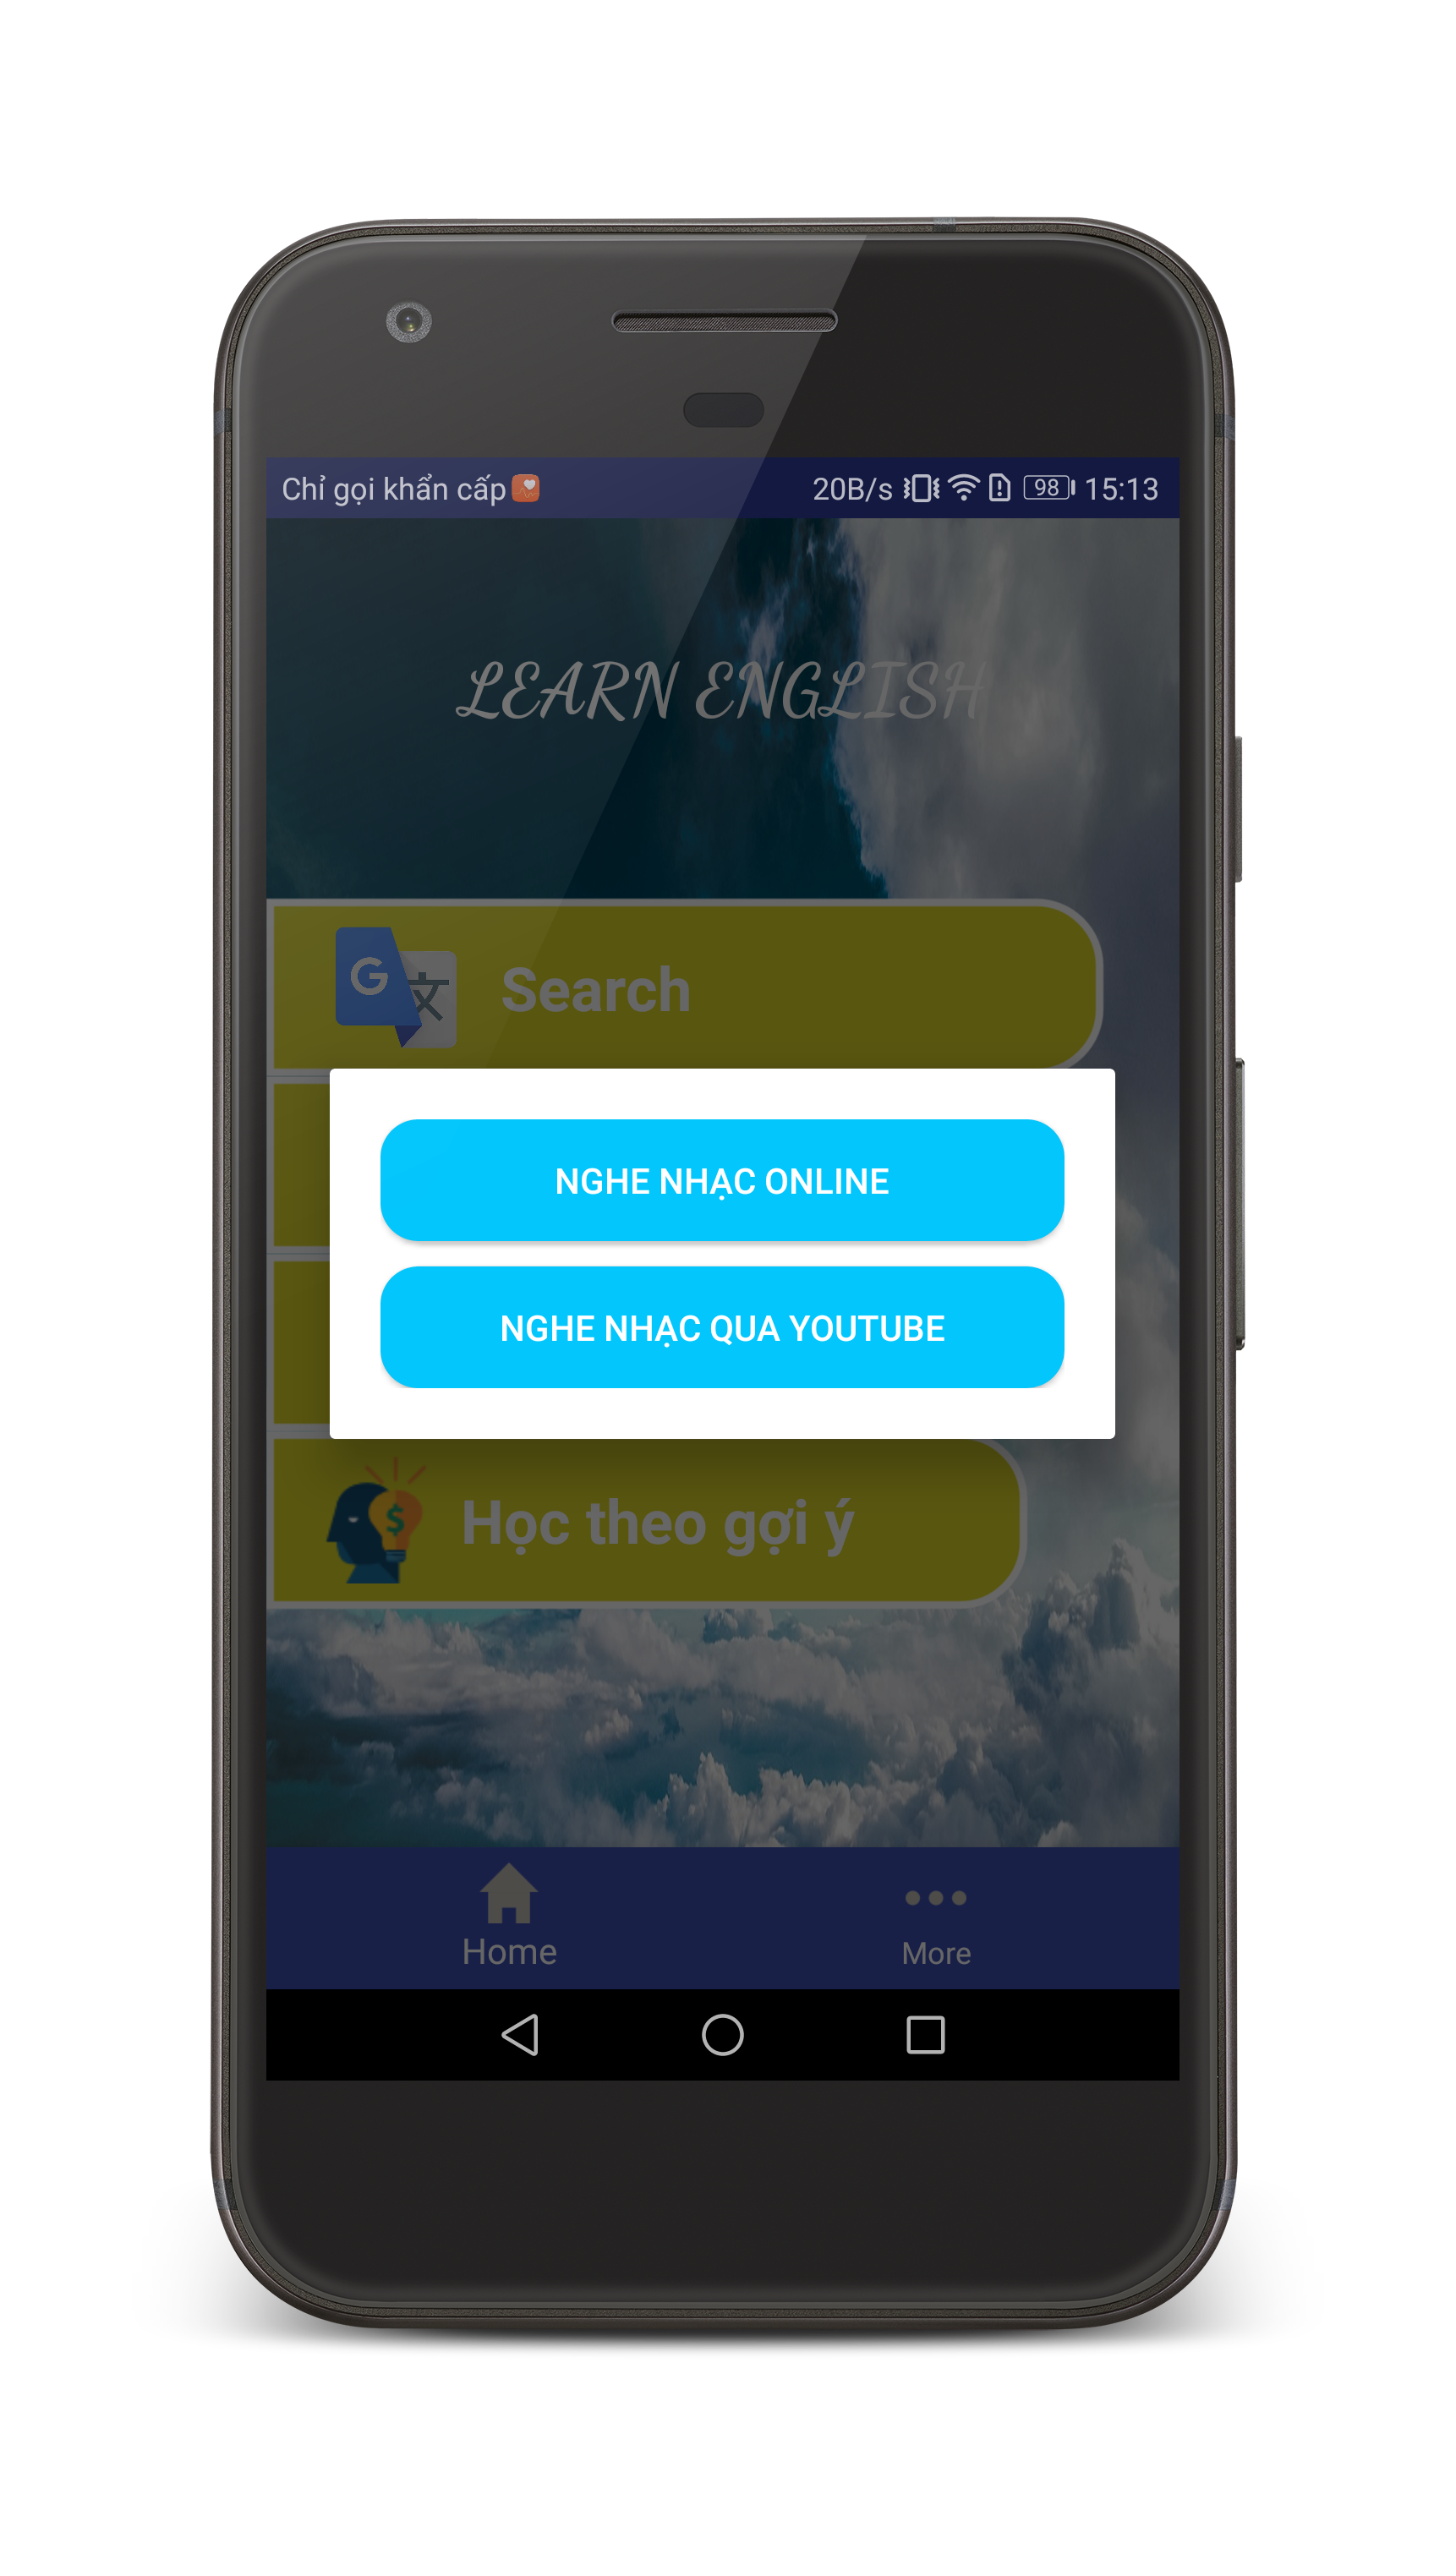 Chỉ gọi khẩn cấp 20B/s 98 15:13
LEARN ENGLISH
G 文
Search
NGHE NHẠC ONLINE
NGHE NHẠC QUA YOUTUBE
$
Học theo gợi ý
Home More